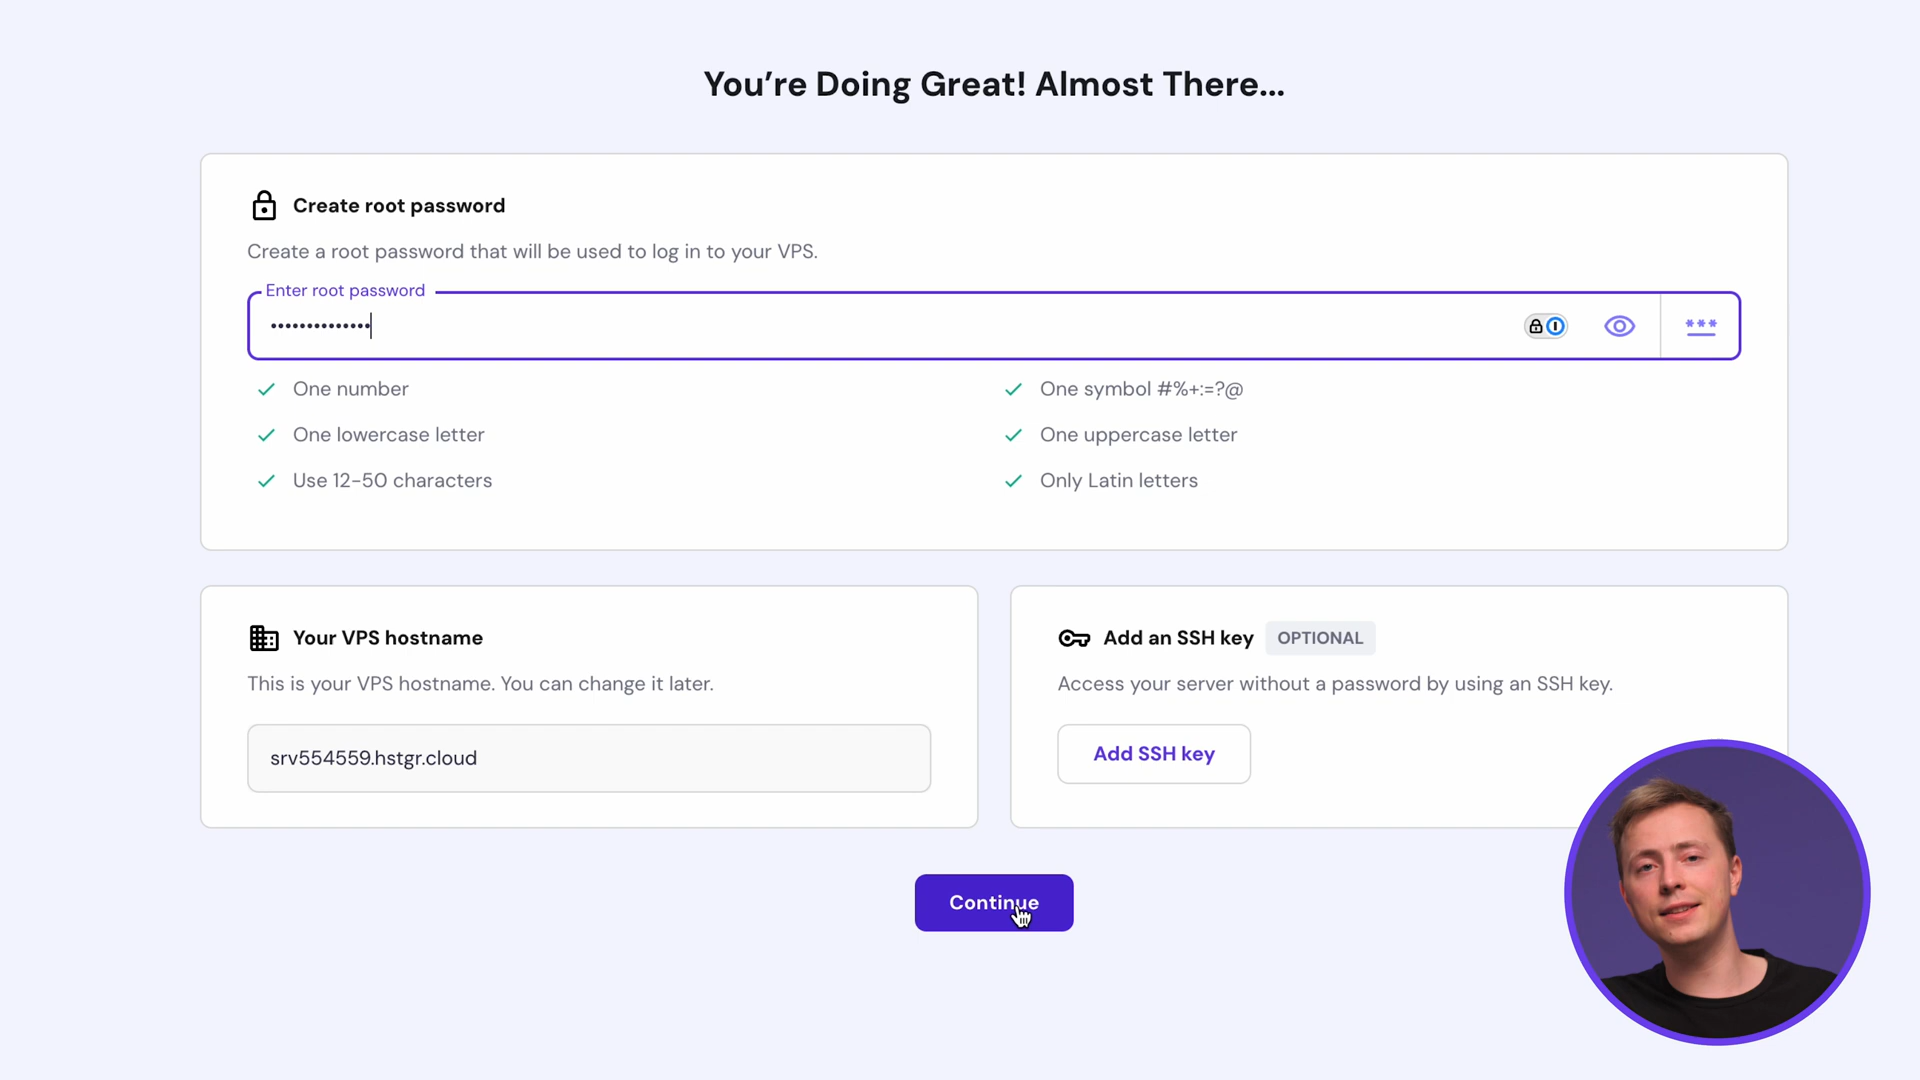 You’re Doing Great! Almost There...
Create root password
Create a root password that will be used to log in to your VPS.
Enter root password
••••••••••••••
***
One number
One symbol #%+:=?@
One lowercase letter
One uppercase letter
Use 12-50 characters
Only Latin letters
Your VPS hostname
This is your VPS hostname. You can change it later.
srv554559.hstgr.cloud
Add an SSH key OPTIONAL
Access your server without a password by using an SSH key.
Add SSH key
Continue